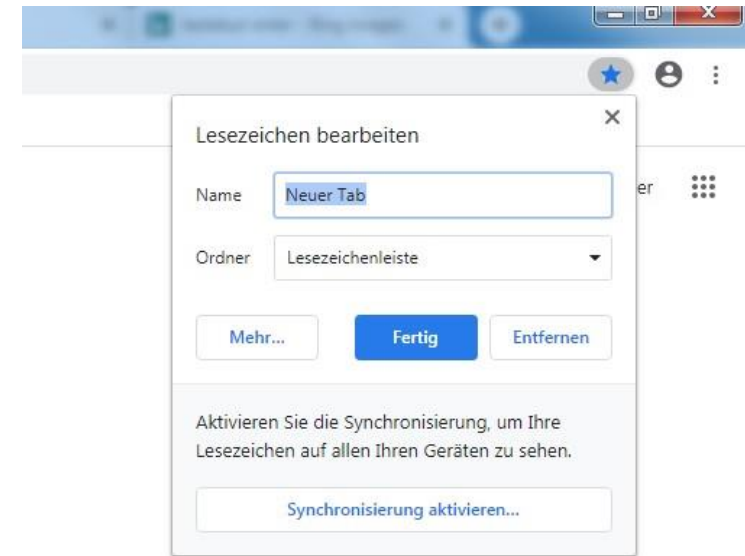 Lesezeichen bearbeiten
Name Neuer Tab
er
Ordner Lesezeichenleiste
Mehr... Fertig Entfernen
Aktivieren Sie die Synchronisierung, um Ihre
Lesezeichen auf allen Ihren Geräten zu sehen.
Synchronisierung aktivieren...